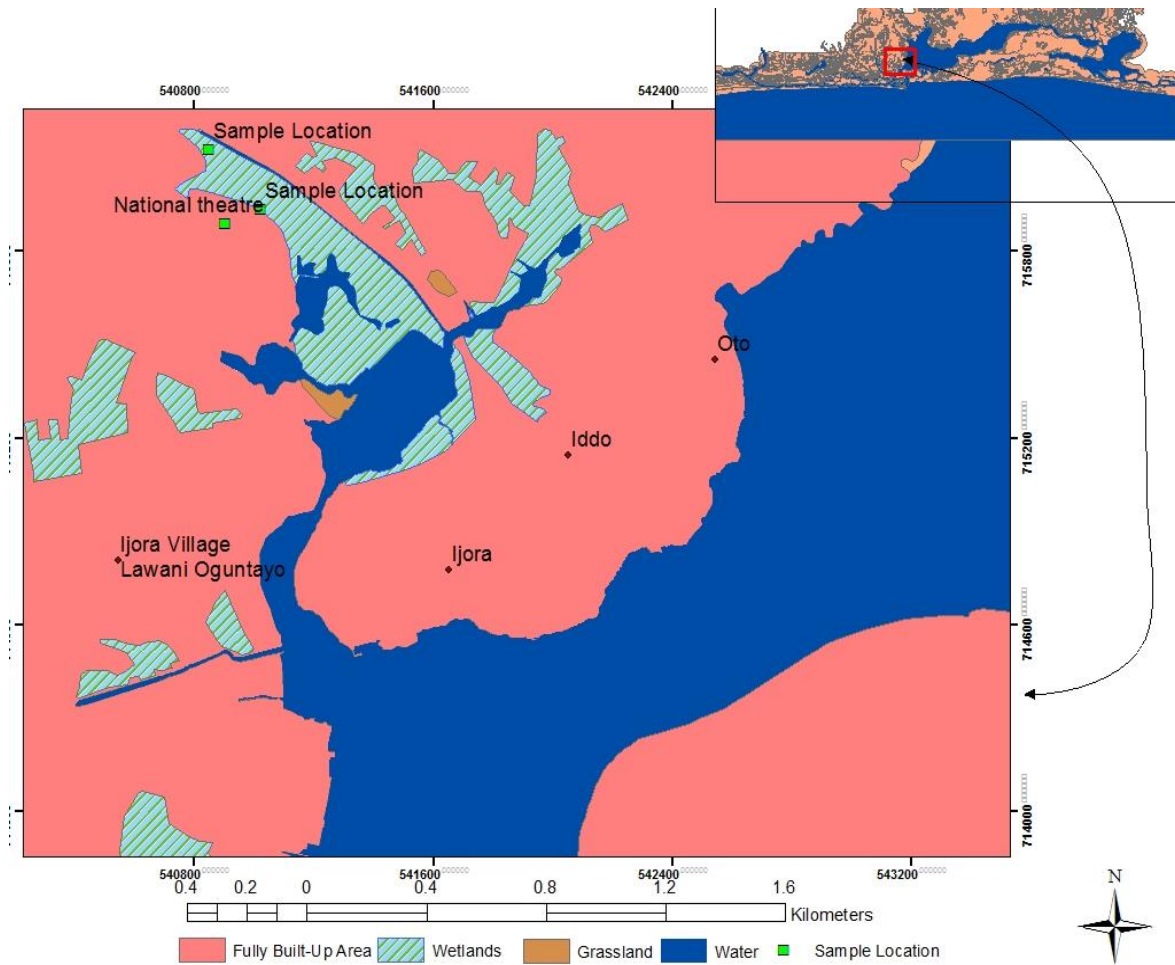 540800
541600
542400
Sample Location
Sample Location
National theatre
715800
Oto
715200
Iddo
Ijora Village
Lawani Oguntayo
Ijora
714600
714000
540800
541600
542400
543200
0.4 0.2 0 0.4 0.8 1.2 1.6
Kilometers
N
Fully Built-Up Area Wetlands Grassland Water Sample Location